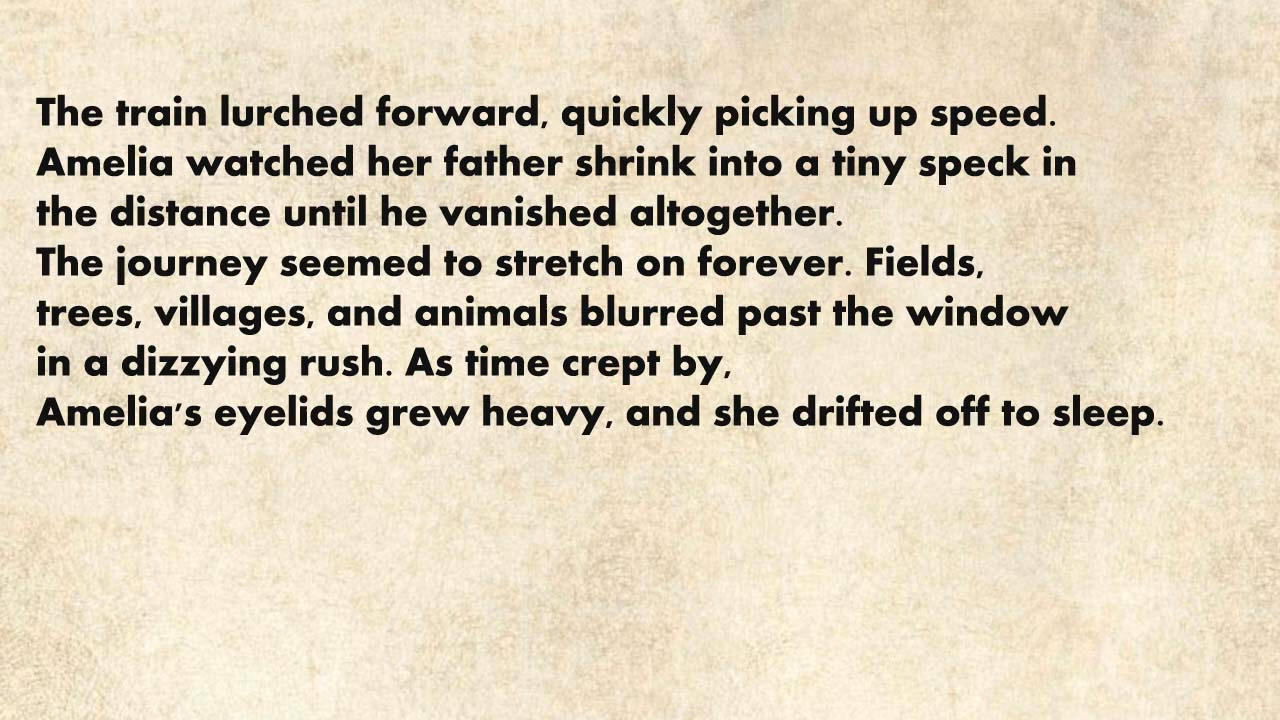 The train lurched forward, quickly picking up speed.
Amelia watched her father shrink into a tiny speck in
the distance until he vanished altogether.
The journey seemed to stretch on forever. Fields,
trees, villages, and animals blurred past the window
in a dizzying rush. As time crept by,
Amelia's eyelids grew heavy, and she drifted off to sleep.